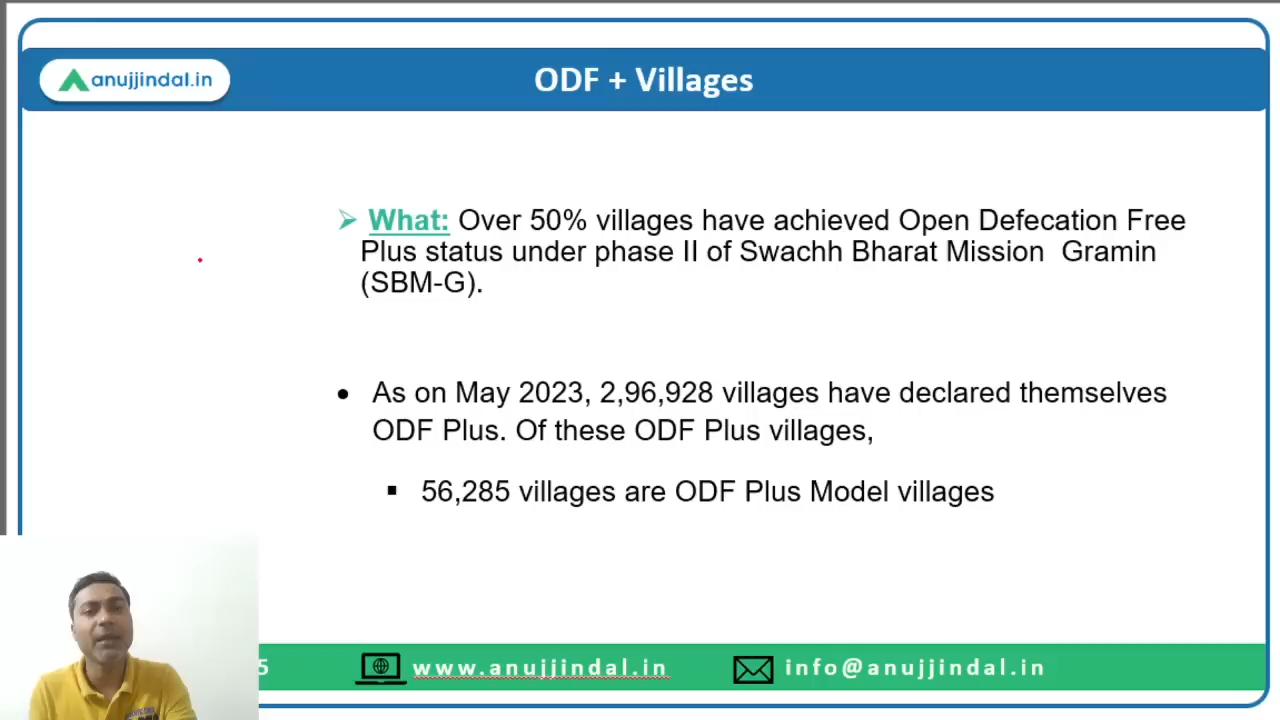 anujjindal.in
ODF + Villages
➢ What: Over 50% villages have achieved Open Defecation Free
Plus status under phase II of Swachh Bharat Mission Gramin
(SBM-G).
• As on May 2023, 2,96,928 villages have declared themselves
ODF Plus. Of these ODF Plus villages,
▪ 56,285 villages are ODF Plus Model villages
5 www.anujjindal.in info@anujjindal.in